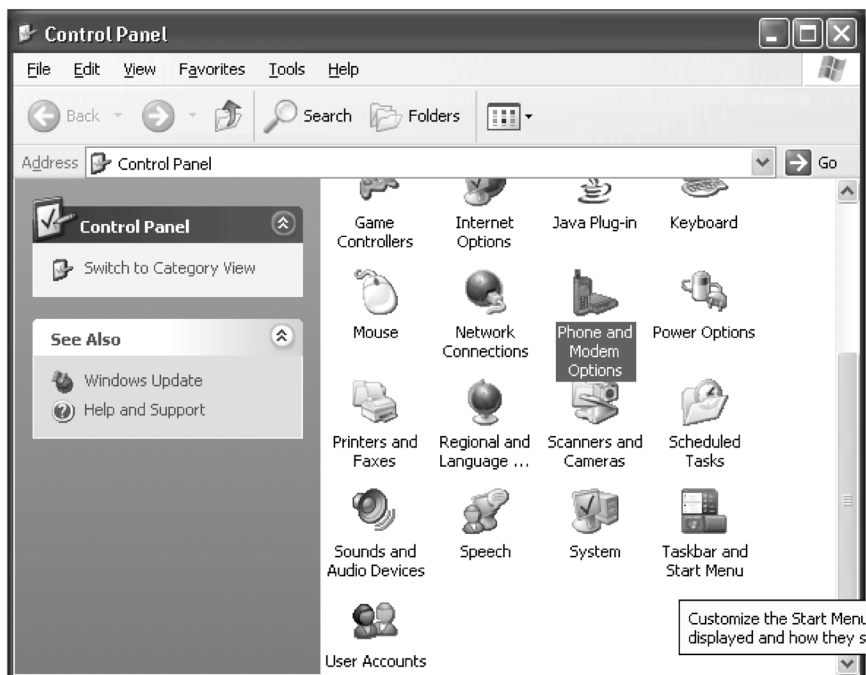 Control Panel
File Edit View Favorites Tools Help
Back Search Folders
Address Control Panel Go
Control Panel
Switch to Category View
See Also
Windows Update
Help and Support
Game
Controllers
Internet
Options
Java Plug-in
Keyboard
Mouse
Network
Connections
Phone and
Modem
Options
Power Options
Printers and
Faxes
Regional and
Language ...
Scanners and
Cameras
Scheduled
Tasks
Sounds and
Audio Devices
Speech
System
Taskbar and
Start Menu
User Accounts
Customize the Start Menu
displayed and how they s